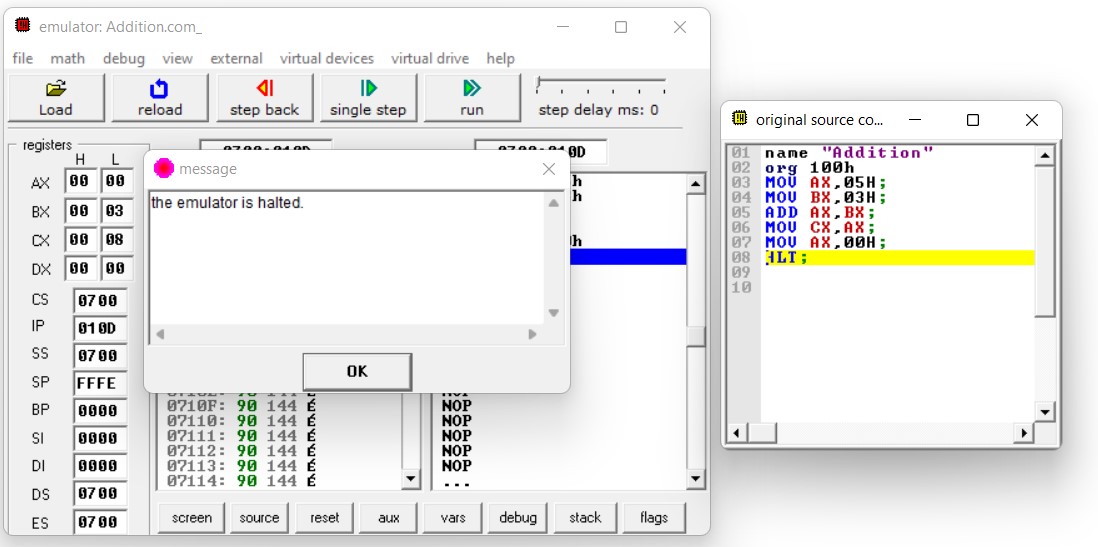 emulator: Addition.com_
file math debug view external virtual devices virtual drive help
Load reload step back single step run step delay ms: 0
registers
H L
AX 00 00
BX 00 03
CX 00 08
DX 00 00
CS 0700
IP 010D
SS 0700
SP FFFE
BP 0000
SI 0000
DI 0000
DS 0700
ES 0700
message
the emulator is halted.
OK
h
h
h
0710F: 90 144 É
07110: 90 144 É
07111: 90 144 É
07112: 90 144 É
07113: 90 144 É
07114: 90 144 É
NOP
NOP
NOP
NOP
NOP
...
screen source reset aux vars debug stack flags
original source co...
01 name "Addition"
02 org 100h
03 MOV AX,05H;
04 MOV BX,03H;
05 ADD AX,BX;
06 MOV CX,AX;
07 MOV AX,00H;
08 HLT;
09
10